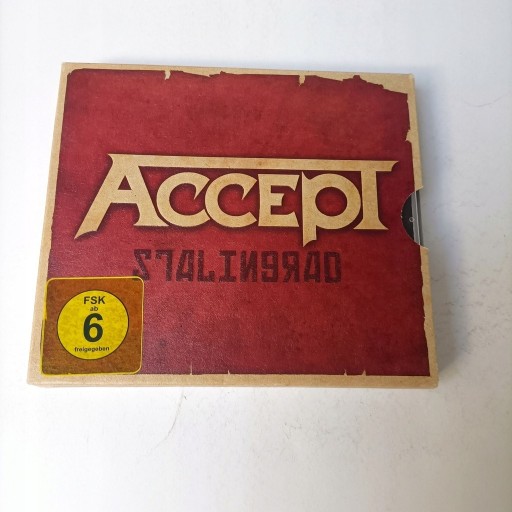 ACCEPT
STALINGRAD
FSK
ab
6
freigegeben